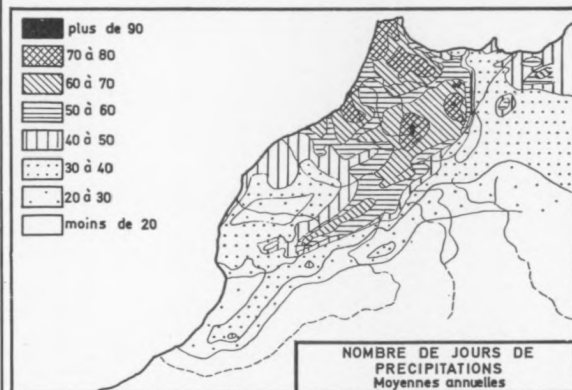 plus de 90
70 à 80
60 à 70
50 à 60
40 à 50
30 à 40
20 à 30
moins de 20
NOMBRE DE JOURS DE
PRECIPITATIONS
Moyennes annuelles